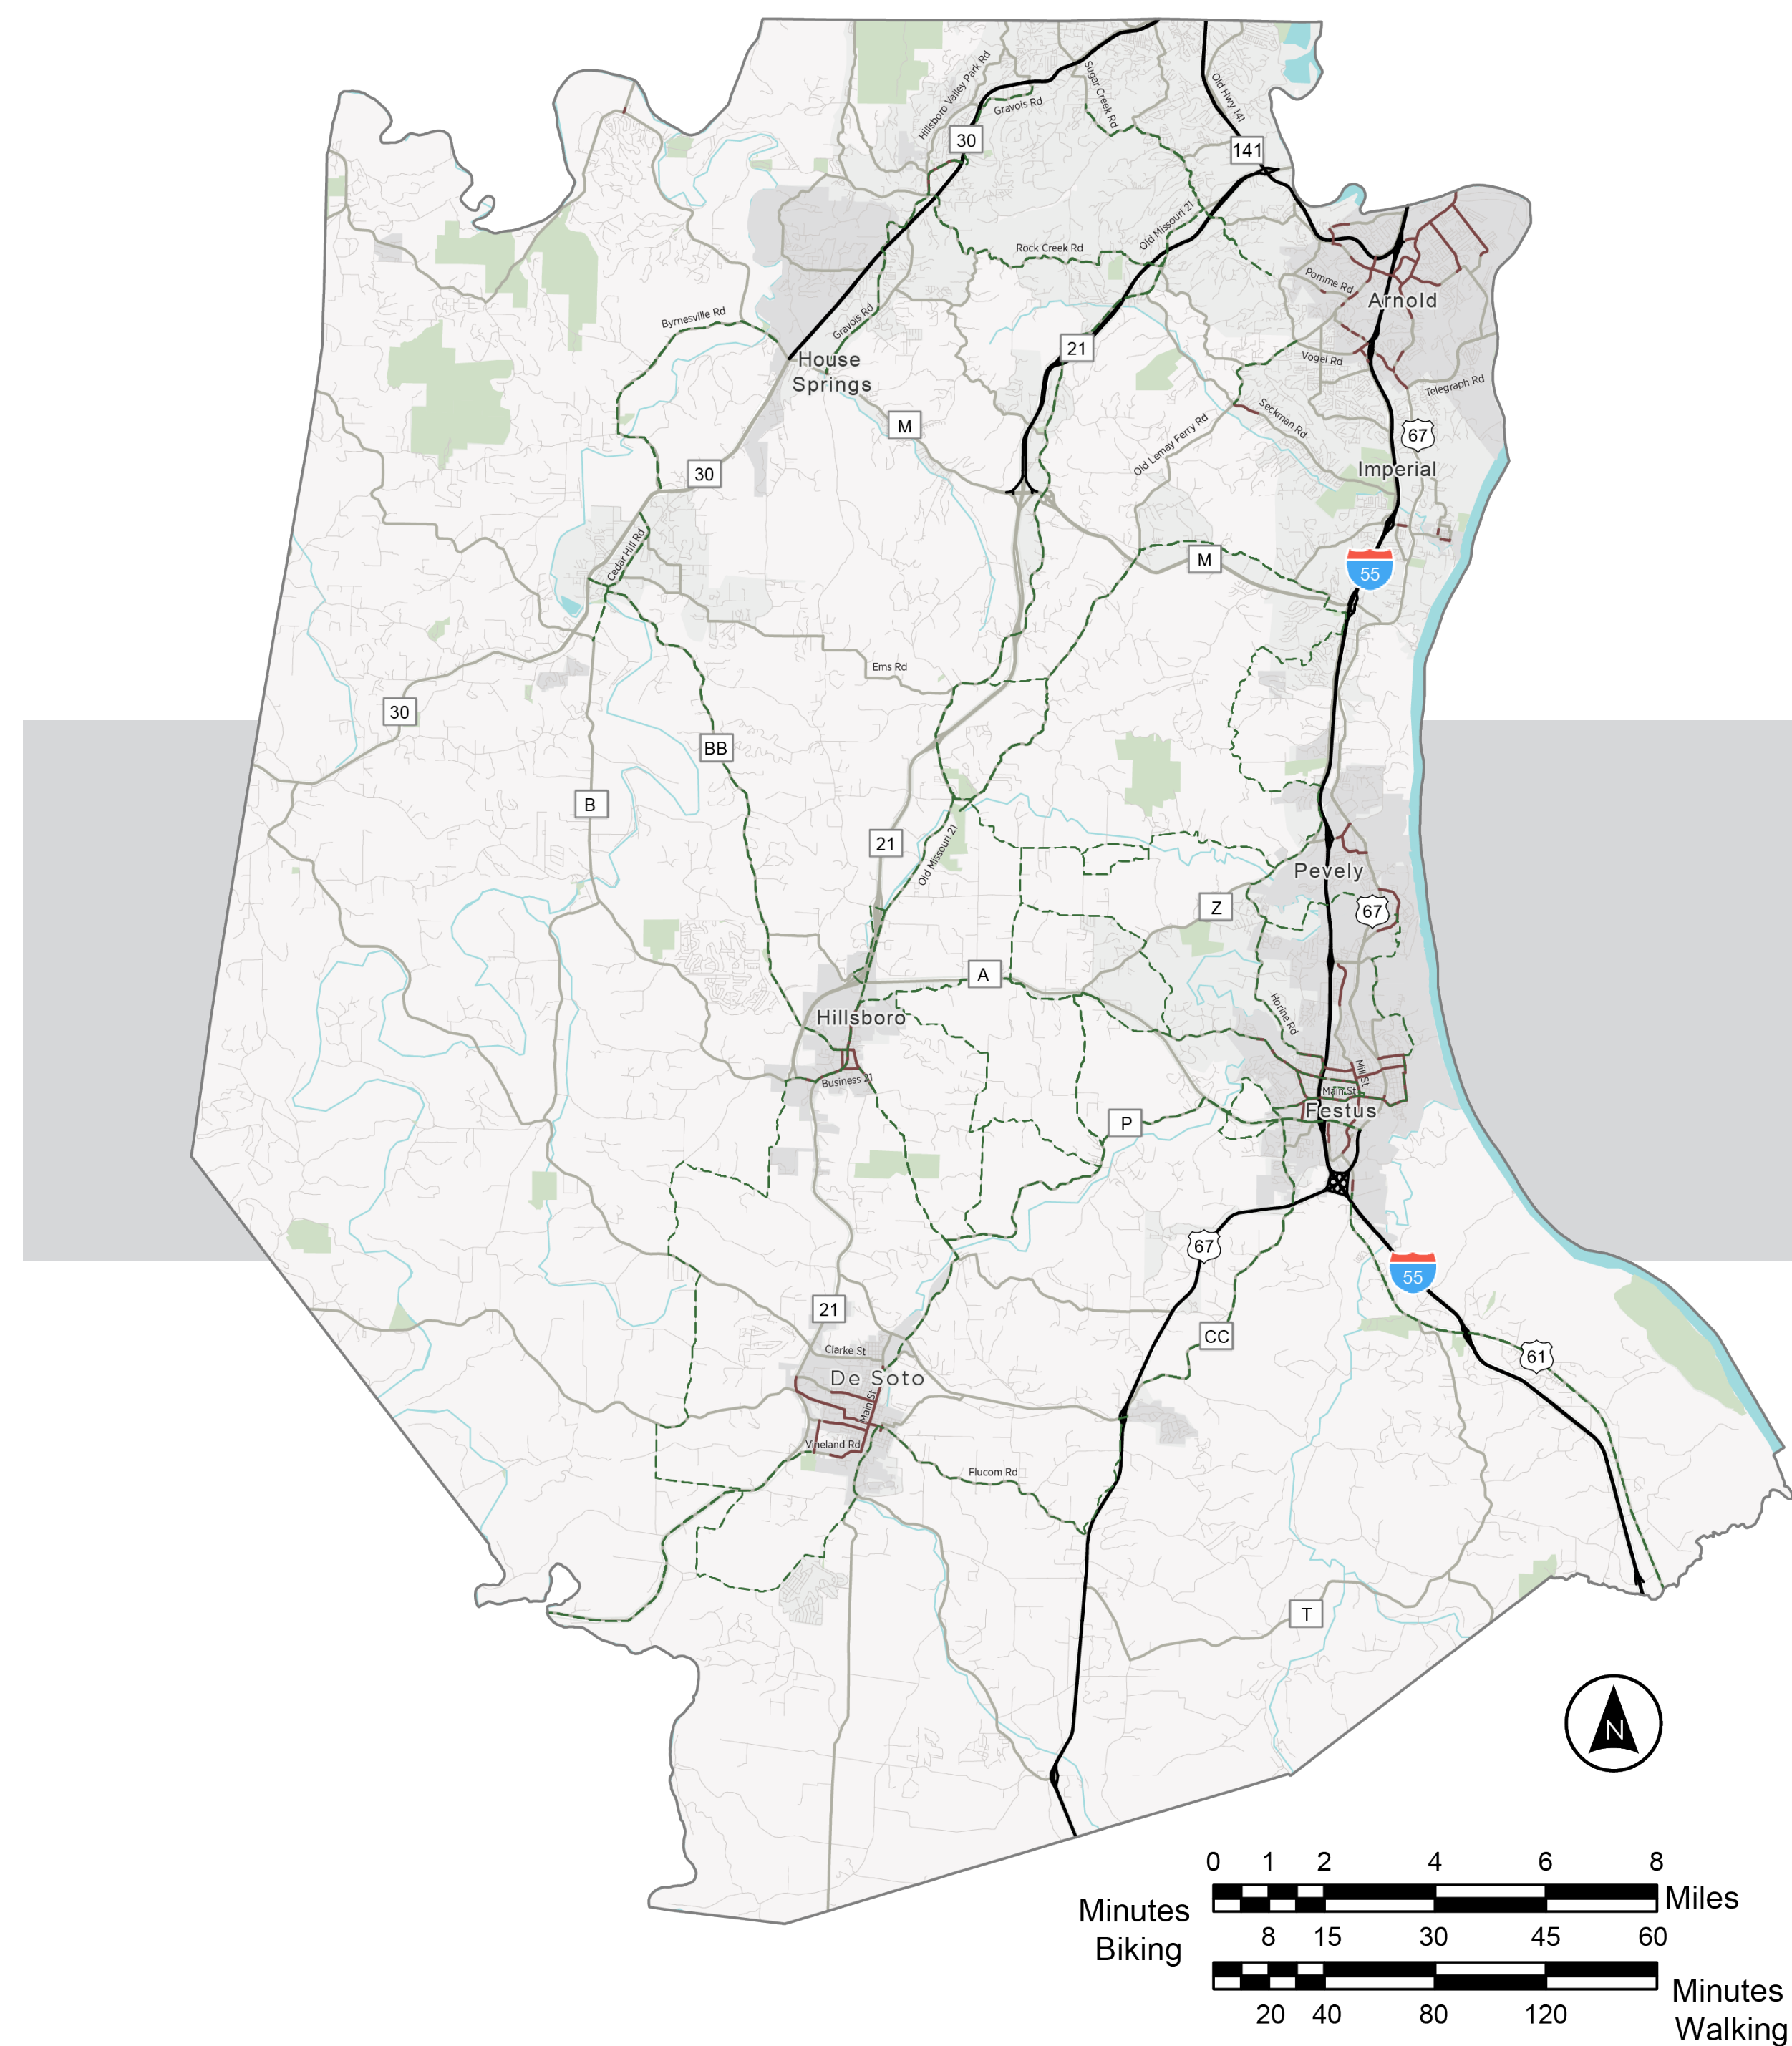 Hillsboro Valley Park Rd
Gravois Rd
Sugar Creek Rd
Old Hwy 141
30
141
Old Missouri 21
Rock Creek Rd
Pomme Rd
Arnold
Byrnesville Rd
Gravois Rd
House
Springs
21
Vogel Rd
Telegraph Rd
M
Seckman Rd
67
Old Lemay Ferry Rd
Imperial
30
Cedar Hill Rd
M
55
Ems Rd
30
BB
B
21
Old Missouri 21
Pevely
Z
67
A
Horine Rd
Hillsboro
Mill St
Business 21
Main St
Festus
P
67
55
21
CC
Clarke St
61
De Soto
Main St
Vineland Rd
Flucom Rd
T
N
0 1 2 4 6 8
Miles
Minutes
Biking
8 15 30 45 60
Minutes
Walking
20 40 80 120